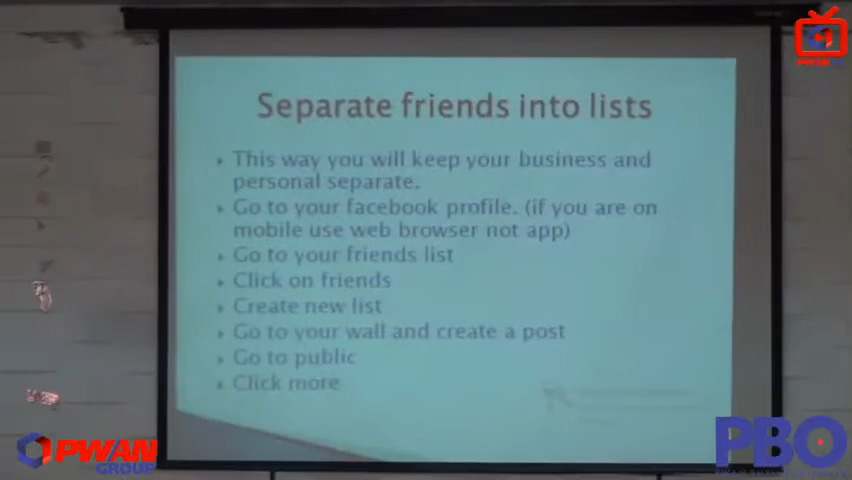 Separate friends into lists
This way you will keep your business and
personal separate.
Go to your facebook profile. (if you are on
mobile use web browser not app)
Go to your friends list
Click on friends
Create new list
Go to your wall and create a post
Go to public
Click more
PWAN
GROUP
PBO